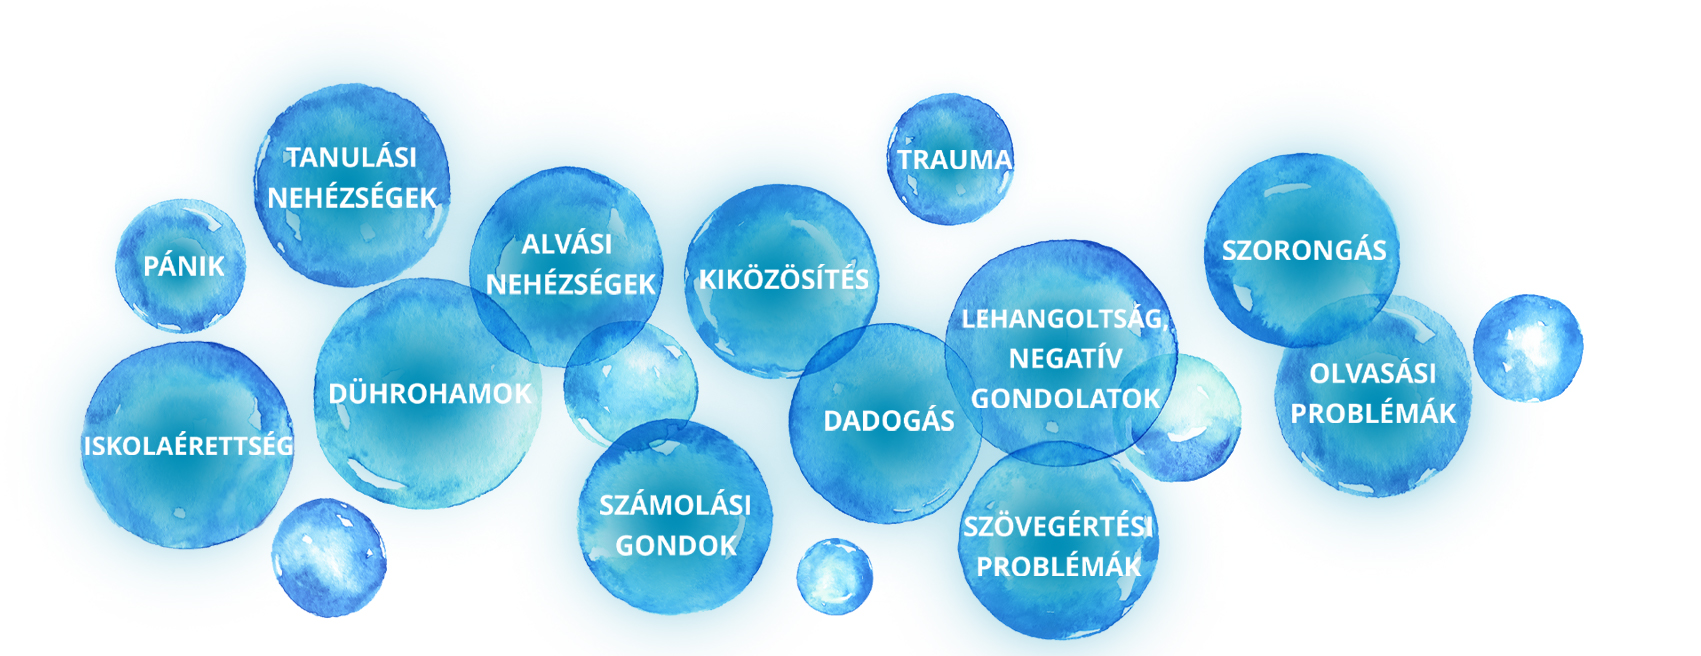 TANULÁSI
NEHÉZSÉGEK
TRAUMA
PÁNIK
ALVÁSI
NEHÉZSÉGEK
KIKÖZÖSÍTÉS
SZORONGÁS
LEHANGOLTSÁG,
NEGATÍV
GONDOLATOK
DÜHROHAMOK
OLVASÁSI
PROBLÉMÁK
DADOGÁS
ISKOLAÉRETTSÉG
SZÁMOLÁSI
GONDOK
SZÖVEGÉRTÉSI
PROBLÉMÁK